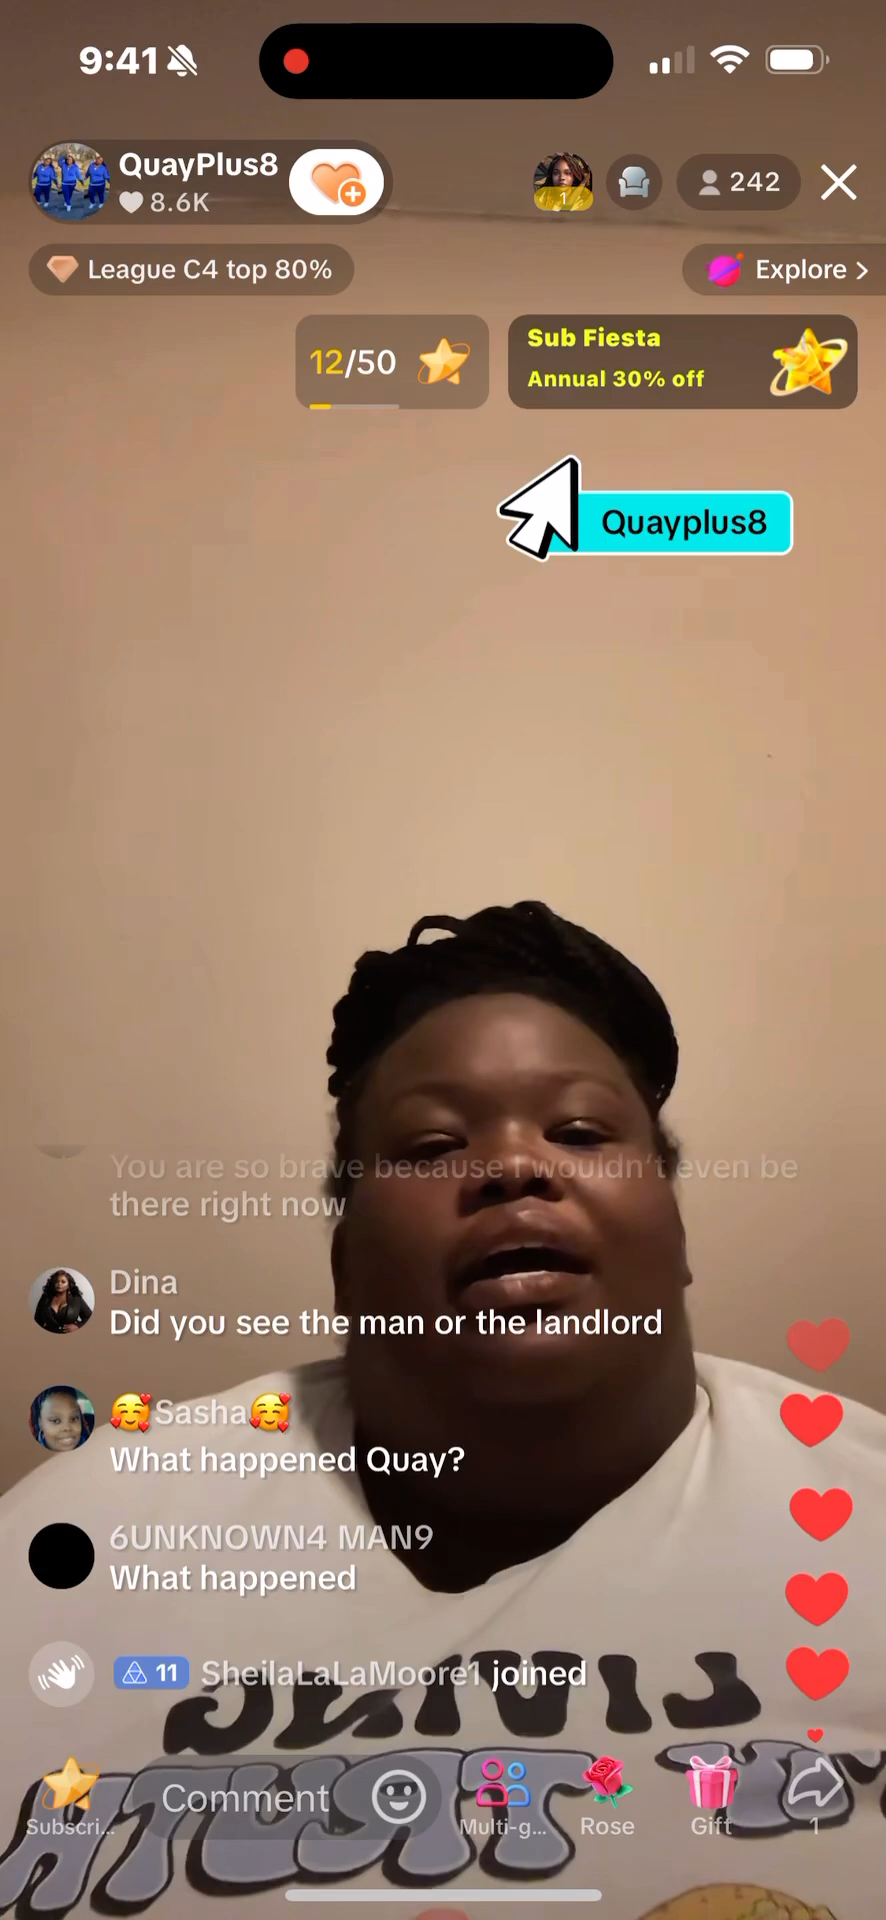 9:41
QuayPlus8
8.6K
1
242
League C4 top 80%
Explore >
12/50
Sub Fiesta
Annual 30% off
Quayplus8
You are so brave because I wouldn't even be
there right now
Dina
Did you see the man or the landlord
🥰Sasha🥰
What happened Quay?
6UNKNOWN4 MAN9
What happened
11 SheilaLaLaMoore1 joined
Comment
Subscri...
Multi-g...
Rose
Gift
1